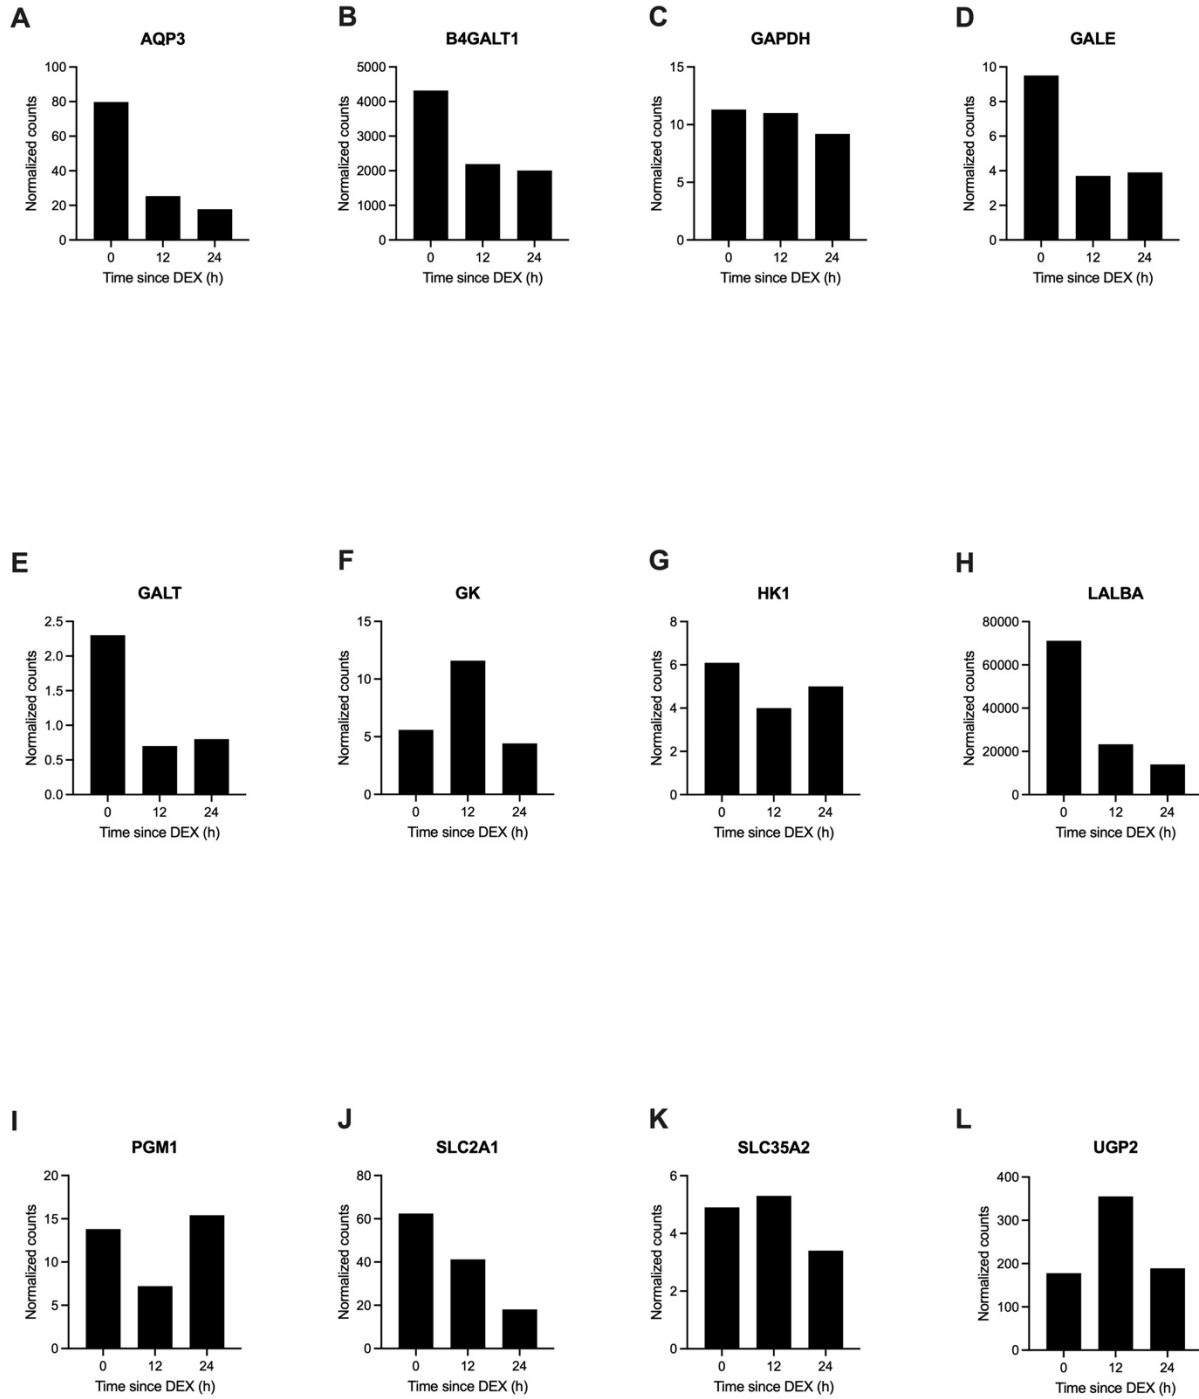 A
AQP3
100
80
60
40
20
0
Normalized counts
0 12 24
Time since DEX (h)
B
B4GALT1
5000
4000
3000
2000
1000
0
Normalized counts
0 12 24
Time since DEX (h)
C
GAPDH
15
10
5
0
Normalized counts
0 12 24
Time since DEX (h)
D
GALE
10
8
6
4
2
0
Normalized counts
0 12 24
Time since DEX (h)
E
GALT
2.5
2.0
1.5
1.0
0.5
0.0
Normalized counts
0 12 24
Time since DEX (h)
F
GK
15
10
5
0
Normalized counts
0 12 24
Time since DEX (h)
G
HK1
8
6
4
2
0
Normalized counts
0 12 24
Time since DEX (h)
H
LALBA
80000
60000
40000
20000
0
Normalized counts
0 12 24
Time since DEX (h)
I
PGM1
20
15
10
5
0
Normalized counts
0 12 24
Time since DEX (h)
J
SLC2A1
80
60
40
20
0
Normalized counts
0 12 24
Time since DEX (h)
K
SLC35A2
6
4
2
0
Normalized counts
0 12 24
Time since DEX (h)
L
UGP2
400
300
200
100
0
Normalized counts
0 12 24
Time since DEX (h)